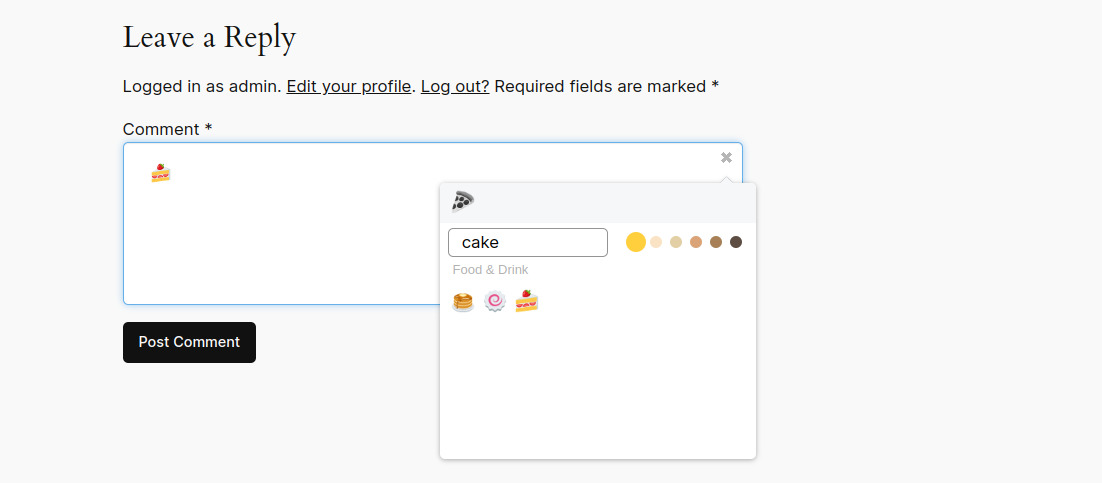 Leave a Reply
Logged in as admin. Edit your profile. Log out? Required fields are marked *
Comment *
cake
Food & Drink
Post Comment